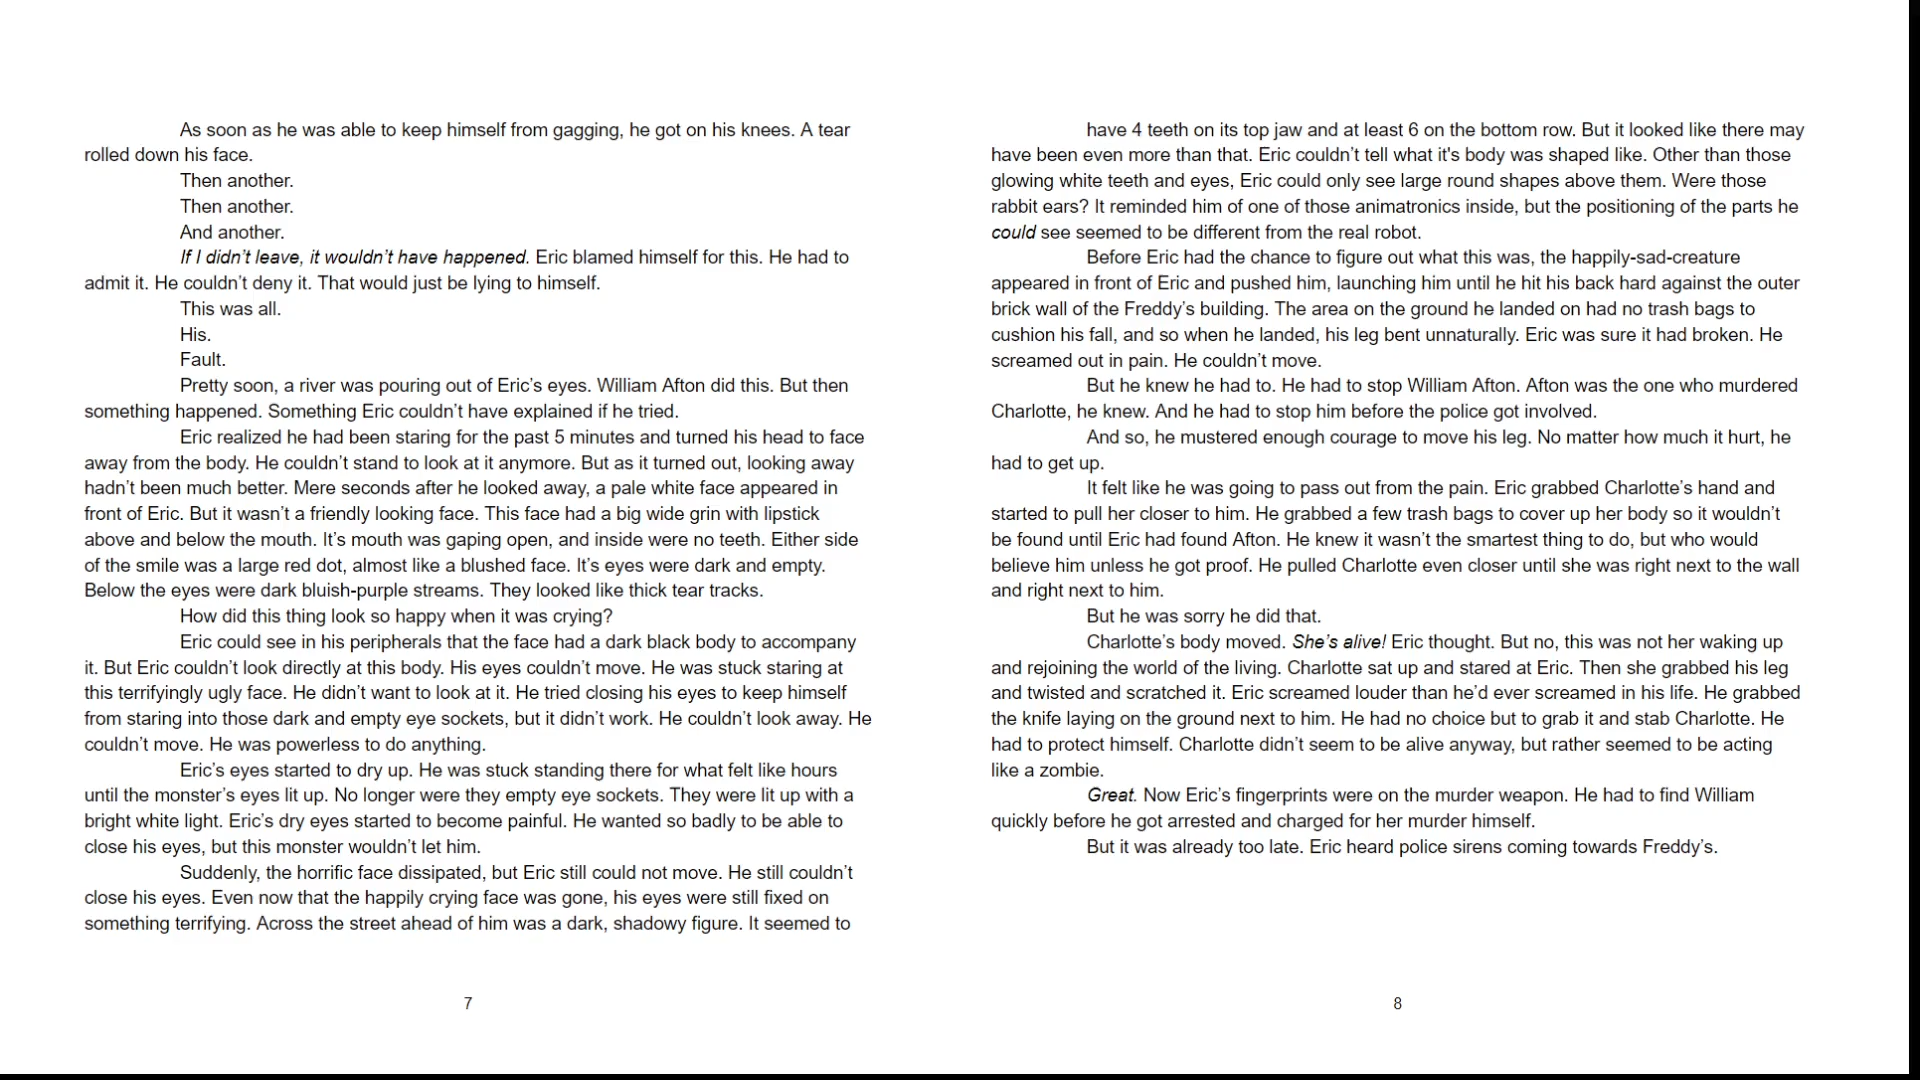 As soon as he was able to keep himself from gagging, he got on his knees. A tear
rolled down his face.
Then another.
Then another.
And another.
If I didn’t leave, it wouldn’t have happened. Eric blamed himself for this. He had to
admit it. He couldn’t deny it. That would just be lying to himself.
This was all.
His.
Fault.
Pretty soon, a river was pouring out of Eric’s eyes. William Afton did this. But then
something happened. Something Eric couldn’t have explained if he tried.
Eric realized he had been staring for the past 5 minutes and turned his head to face
away from the body. He couldn’t stand to look at it anymore. But as it turned out, looking away
hadn’t been much better. Mere seconds after he looked away, a pale white face appeared in
front of Eric. But it wasn’t a friendly looking face. This face had a big wide grin with lipstick
above and below the mouth. It’s mouth was gaping open, and inside were no teeth. Either side
of the smile was a large red dot, almost like a blushed face. It’s eyes were dark and empty.
Below the eyes were dark bluish-purple streams. They looked like thick tear tracks.
How did this thing look so happy when it was crying?
Eric could see in his peripherals that the face had a dark black body to accompany
it. But Eric couldn’t look directly at this body. His eyes couldn’t move. He was stuck staring at
this terrifyingly ugly face. He didn’t want to look at it. He tried closing his eyes to keep himself
from staring into those dark and empty eye sockets, but it didn’t work. He couldn’t look away. He
couldn’t move. He was powerless to do anything.
Eric’s eyes started to dry up. He was stuck standing there for what felt like hours
until the monster’s eyes lit up. No longer were they empty eye sockets. They were lit up with a
bright white light. Eric’s dry eyes started to become painful. He wanted so badly to be able to
close his eyes, but this monster wouldn’t let him.
Suddenly, the horrific face dissipated, but Eric still could not move. He still couldn’t
close his eyes. Even now that the happily crying face was gone, his eyes were still fixed on
something terrifying. Across the street ahead of him was a dark, shadowy figure. It seemed to
7
have 4 teeth on its top jaw and at least 6 on the bottom row. But it looked like there may
have been even more than that. Eric couldn’t tell what it's body was shaped like. Other than those
glowing white teeth and eyes, Eric could only see large round shapes above them. Were those
rabbit ears? It reminded him of one of those animatronics inside, but the positioning of the parts he
could see seemed to be different from the real robot.
Before Eric had the chance to figure out what this was, the happily-sad-creature
appeared in front of Eric and pushed him, launching him until he hit his back hard against the outer
brick wall of the Freddy’s building. The area on the ground he landed on had no trash bags to
cushion his fall, and so when he landed, his leg bent unnaturally. Eric was sure it had broken. He
screamed out in pain. He couldn’t move.
But he knew he had to. He had to stop William Afton. Afton was the one who murdered
Charlotte, he knew. And he had to stop him before the police got involved.
And so, he mustered enough courage to move his leg. No matter how much it hurt, he
had to get up.
It felt like he was going to pass out from the pain. Eric grabbed Charlotte’s hand and
started to pull her closer to him. He grabbed a few trash bags to cover up her body so it wouldn’t
be found until Eric had found Afton. He knew it wasn’t the smartest thing to do, but who would
believe him unless he got proof. He pulled Charlotte even closer until she was right next to the wall
and right next to him.
But he was sorry he did that.
Charlotte’s body moved. She’s alive! Eric thought. But no, this was not her waking up
and rejoining the world of the living. Charlotte sat up and stared at Eric. Then she grabbed his leg
and twisted and scratched it. Eric screamed louder than he’d ever screamed in his life. He grabbed
the knife laying on the ground next to him. He had no choice but to grab it and stab Charlotte. He
had to protect himself. Charlotte didn’t seem to be alive anyway, but rather seemed to be acting
like a zombie.
Great. Now Eric’s fingerprints were on the murder weapon. He had to find William
quickly before he got arrested and charged for her murder himself.
But it was already too late. Eric heard police sirens coming towards Freddy’s.
8